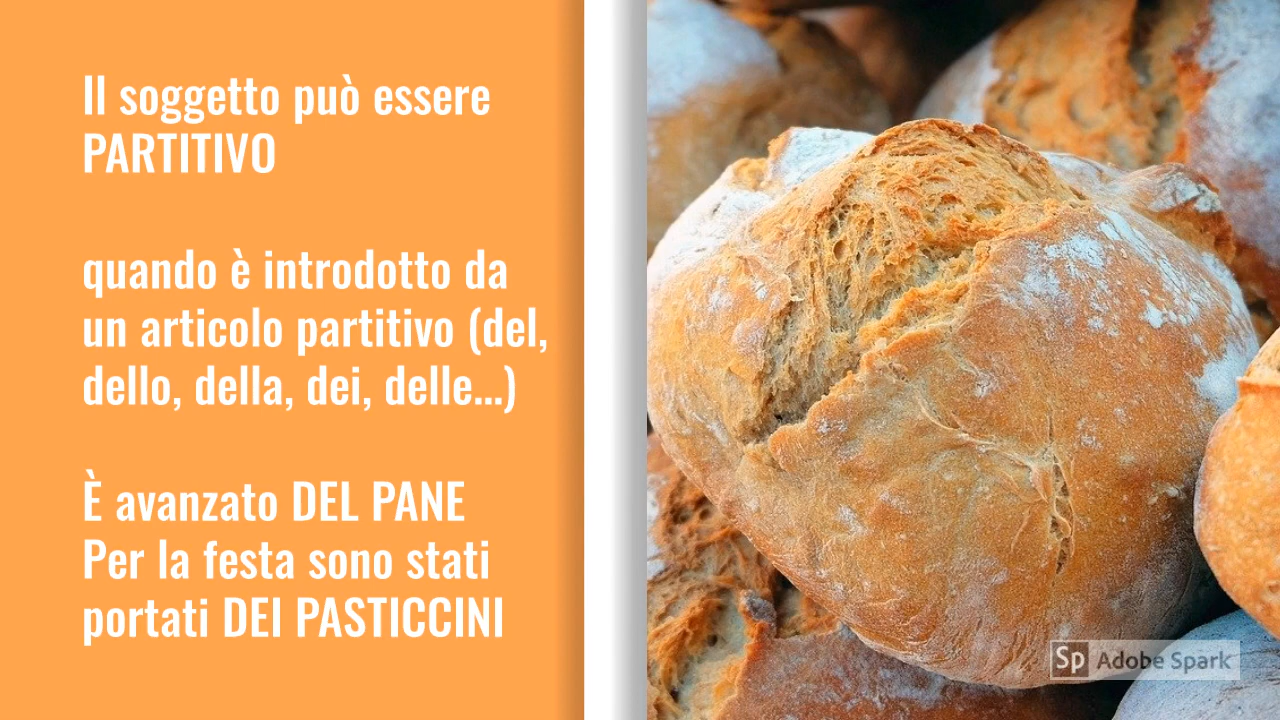 Il soggetto può essere
PARTITIVO
quando è introdotto da
un articolo partitivo (del,
dello, della, dei, delle...)
È avanzato DEL PANE
Per la festa sono stati
portati DEI PASTICCINI
Sp Adobe Spark